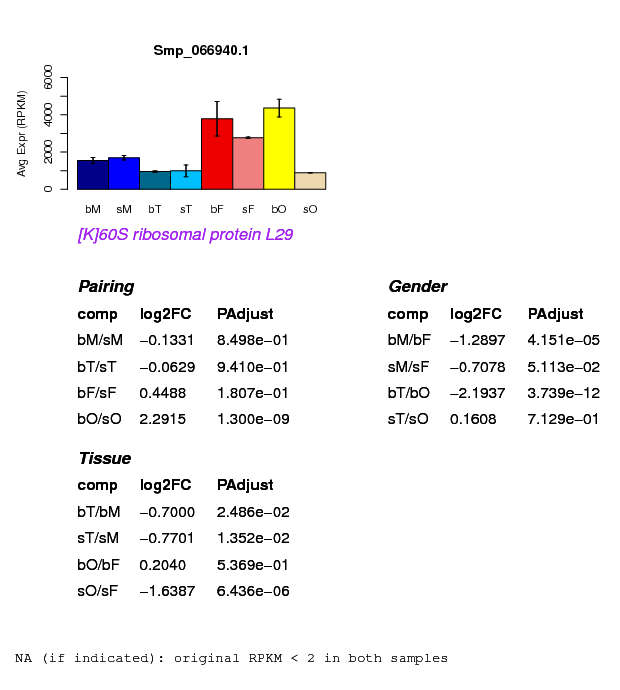 Smp_066940.1
Avg Expr (RPKM)
0 2000 4000 6000
bM sM bT sT bF sF bO sO
[K]60S ribosomal protein L29
Pairing
comp log2FC PAdjust
bM/sM −0.1331 8.498e−01
bT/sT −0.0629 9.410e−01
bF/sF 0.4488 1.807e−01
bO/sO 2.2915 1.300e−09
Gender
comp log2FC PAdjust
bM/bF −1.2897 4.151e−05
sM/sF −0.7078 5.113e−02
bT/bO −2.1937 3.739e−12
sT/sO 0.1608 7.129e−01
Tissue
comp log2FC PAdjust
bT/bM −0.7000 2.486e−02
sT/sM −0.7701 1.352e−02
bO/bF 0.2040 5.369e−01
sO/sF −1.6387 6.436e−06
NA (if indicated): original RPKM < 2 in both samples